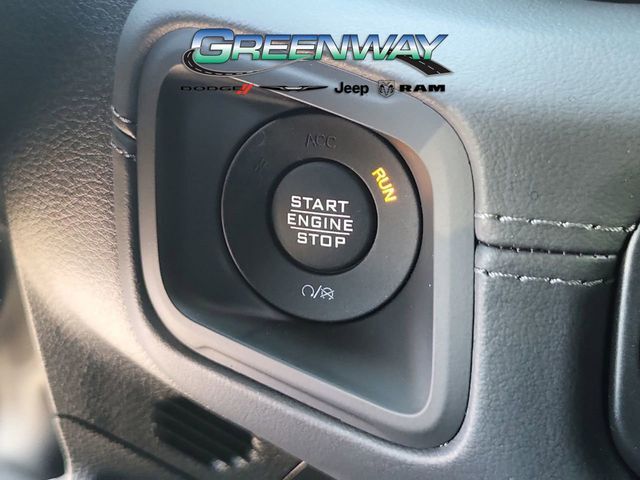 GREENWAY
DODGE Jeep RAM
ACC
RUN
START
ENGINE
STOP